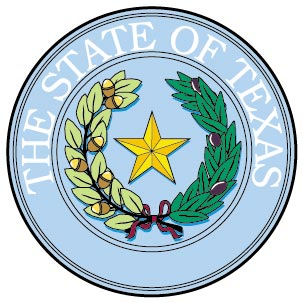 THE STATE OF TEXAS